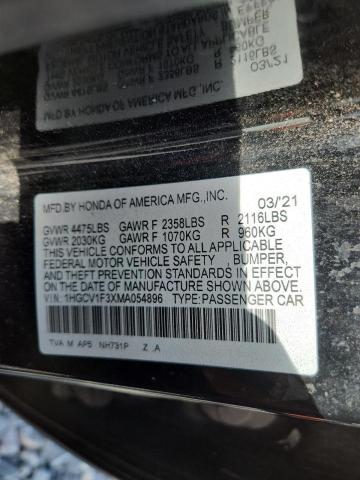 MFD.BY HONDA OF AMERICA MFG.,INC. 03/'21
GVWR 4475LBS GAWR F 2358LBS R 2116LBS
GVWR 2030KG GAWR F 1070KG R 960KG
THIS VEHICLE CONFORMS TO ALL APPLICABLE
FEDERAL MOTOR VEHICLE SAFETY, BUMPER,
AND THEFT PREVENTION STANDARDS IN EFFECT
ON THE DATE OF MANUFACTURE SHOWN ABOVE.
V.I.N: 1HGCV1F3XMA054896 TYPE:PASSENGER CAR
TVA M AP5 NH731P Z A